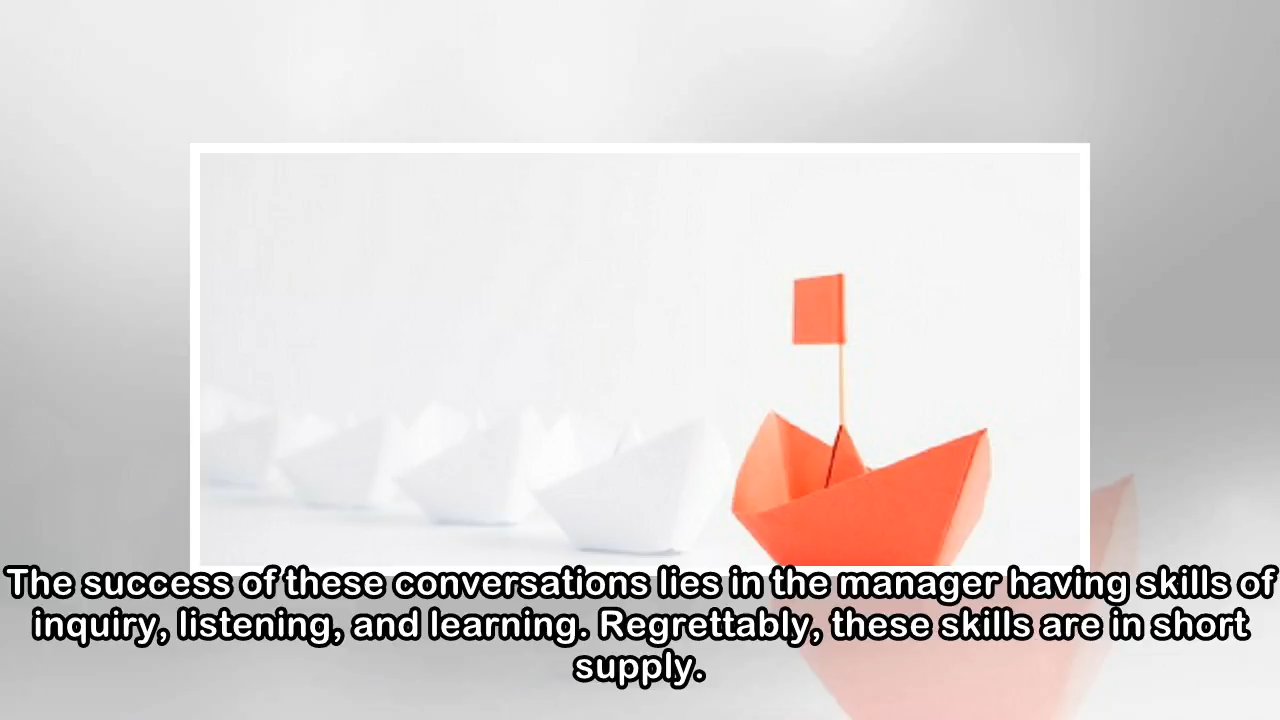 The success of these conversations lies in the manager having skills of
inquiry, listening, and learning. Regrettably, these skills are in short
supply.